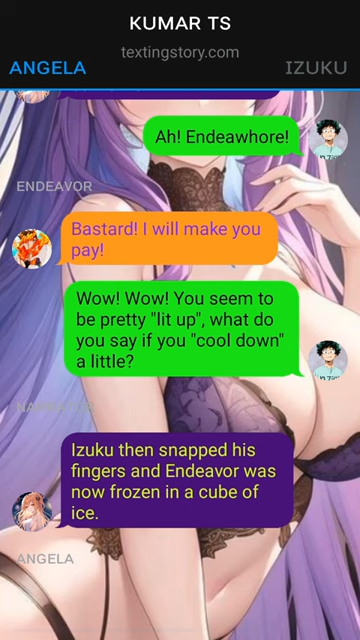 KUMAR TS
textingstory.com
ANGELA
IZUKU
Ah! Endeawhore!
ENDEAVOR
Bastard! I will make you
pay!
Wow! Wow! You seem to
be pretty "lit up", what do
you say if you "cool down"
a little?
Izuku then snapped his
fingers and Endeavor was
now frozen in a cube of
ice.
ANGELA